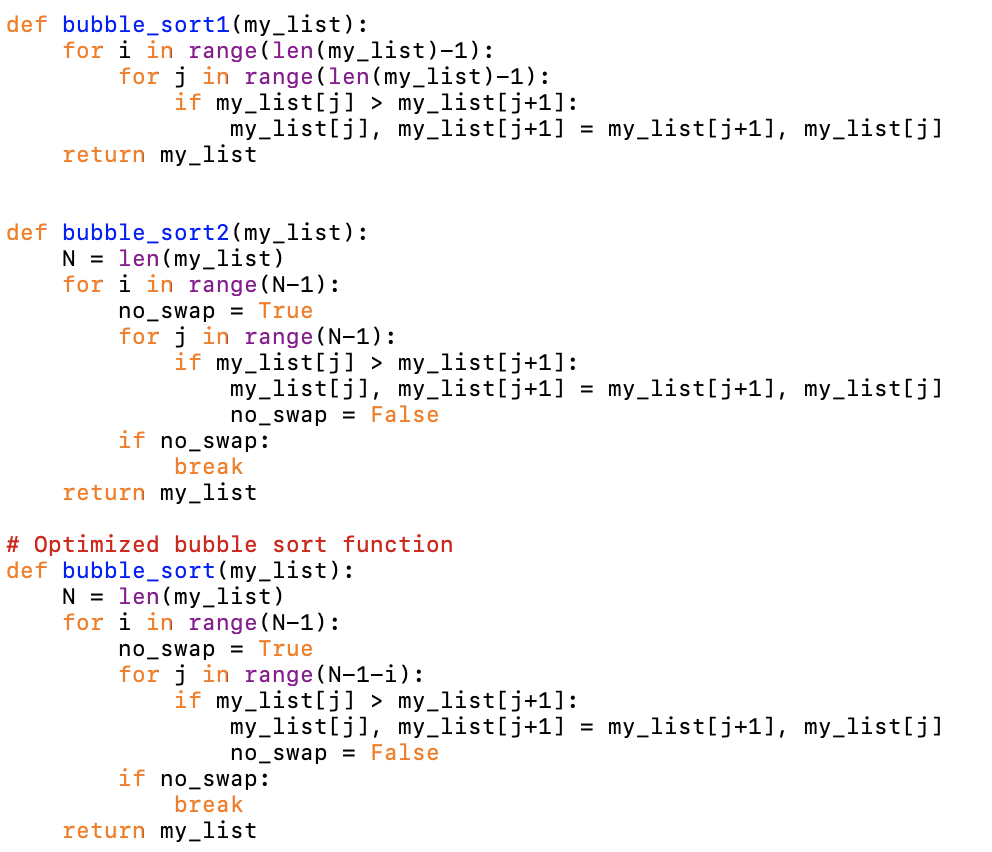 def bubble_sort1(my_list):
    for i in range(len(my_list)-1):
        for j in range(len(my_list)-1):
            if my_list[j] > my_list[j+1]:
                my_list[j], my_list[j+1] = my_list[j+1], my_list[j]
    return my_list

def bubble_sort2(my_list):
    N = len(my_list)
    for i in range(N-1):
        no_swap = True
        for j in range(N-1):
            if my_list[j] > my_list[j+1]:
                my_list[j], my_list[j+1] = my_list[j+1], my_list[j]
                no_swap = False
        if no_swap:
            break
    return my_list

# Optimized bubble sort function
def bubble_sort(my_list):
    N = len(my_list)
    for i in range(N-1):
        no_swap = True
        for j in range(N-1-i):
            if my_list[j] > my_list[j+1]:
                my_list[j], my_list[j+1] = my_list[j+1], my_list[j]
                no_swap = False
        if no_swap:
            break
    return my_list